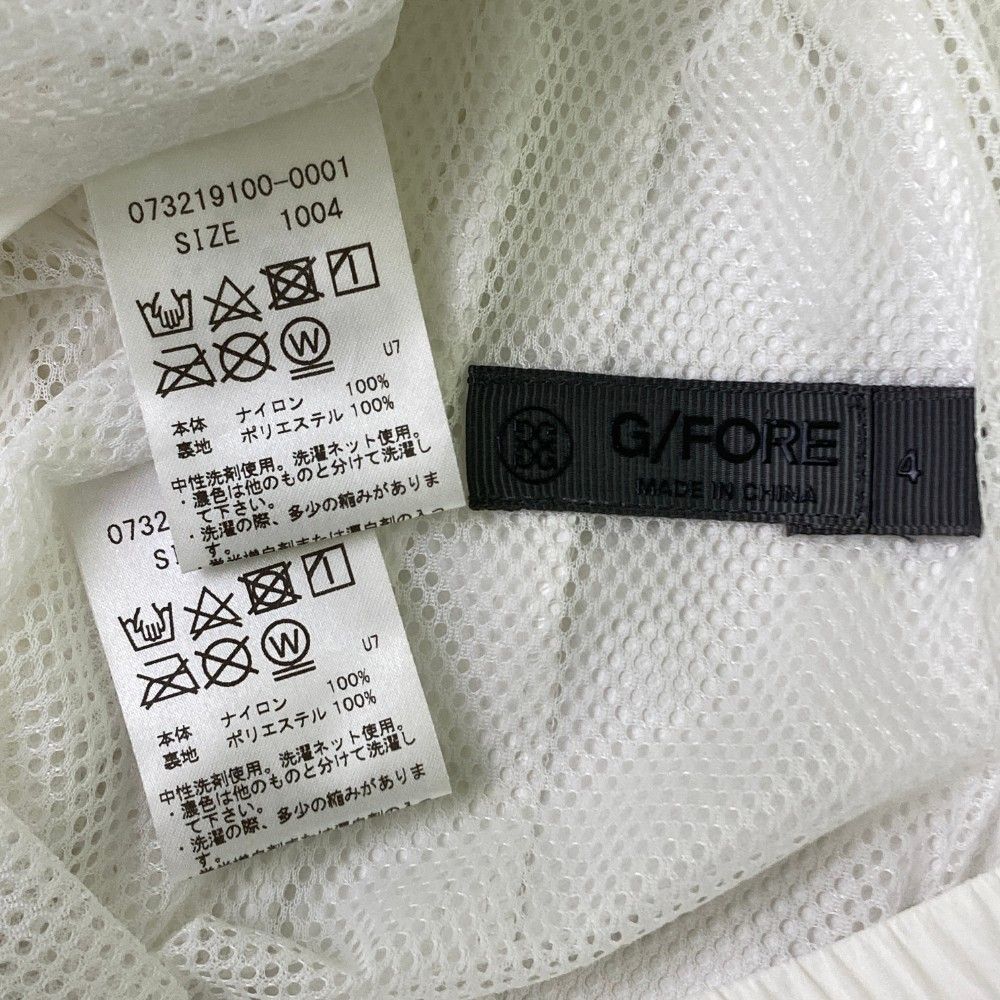 073219100-0001
SIZE 1004
W
U7
本体 ナイロン 100%
裏地 ポリエステル 100%
中性洗剤使用。洗濯ネット使用。
・濃色は他のものと分けて洗濯し
て下さい。
・洗濯の際、多少の縮みがありま
す。
G/FORE
MADE IN CHINA
4
0732
W
U7
本体 ナイロン 100%
裏地 ポリエステル 100%
中性洗剤使用。洗濯ネット使用。
・濃色は他のものと分けて洗濯し
て下さい。
・洗濯の際、多少の縮みがありま
す。